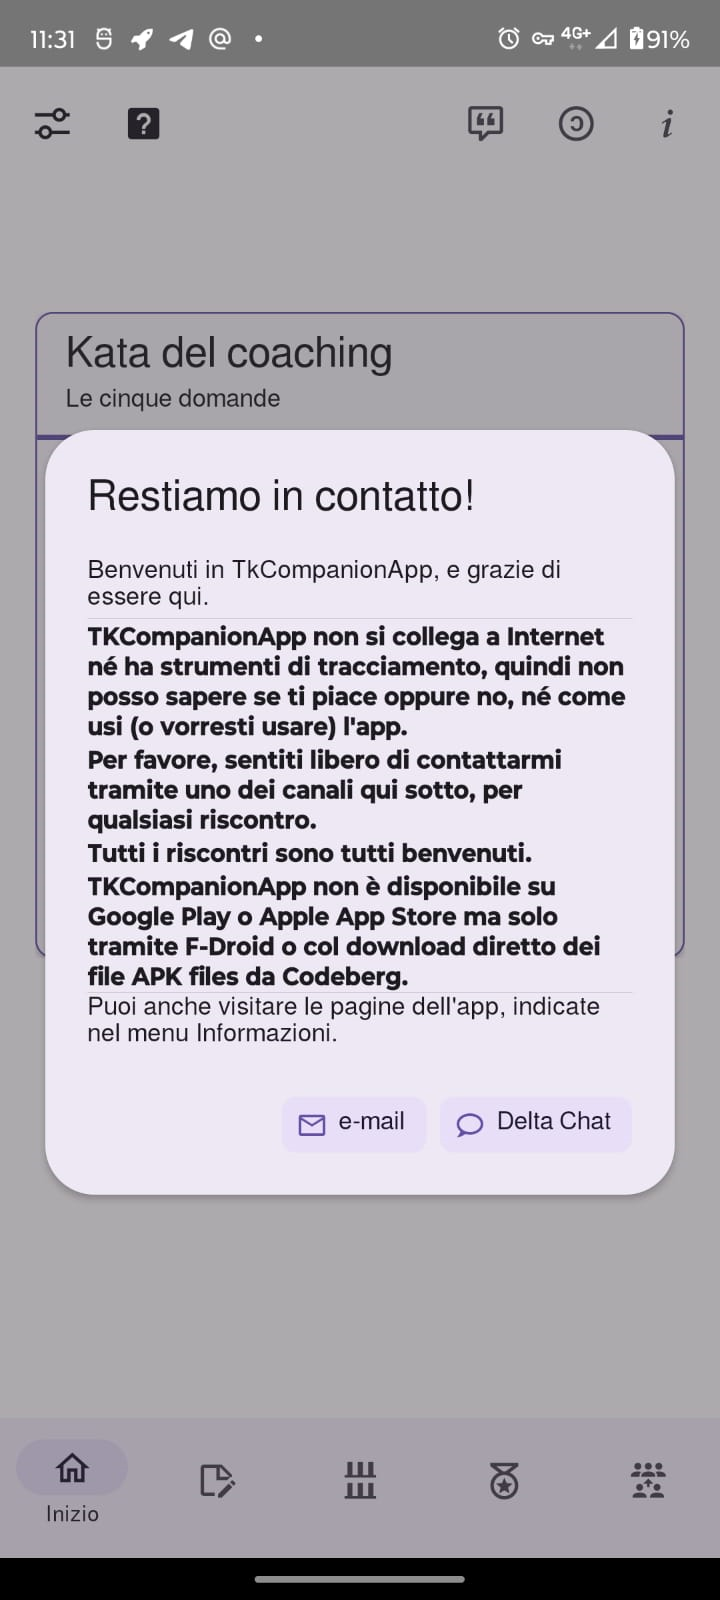 11:31
4G+
91%
Kata del coaching
Le cinque domande
Restiamo in contatto!
Benvenuti in TkCompanionApp, e grazie di
essere qui.
TKCompanionApp non si collega a Internet
né ha strumenti di tracciamento, quindi non
posso sapere se ti piace oppure no, né come
usi (o vorresti usare) l'app.
Per favore, sentiti libero di contattarmi
tramite uno dei canali qui sotto, per
qualsiasi riscontro.
Tutti i riscontri sono tutti benvenuti.
TKCompanionApp non è disponibile su
Google Play o Apple App Store ma solo
tramite F-Droid o col download diretto dei
file APK files da Codeberg.
Puoi anche visitare le pagine dell'app, indicate
nel menu Informazioni.
e-mail
Delta Chat
Inizio